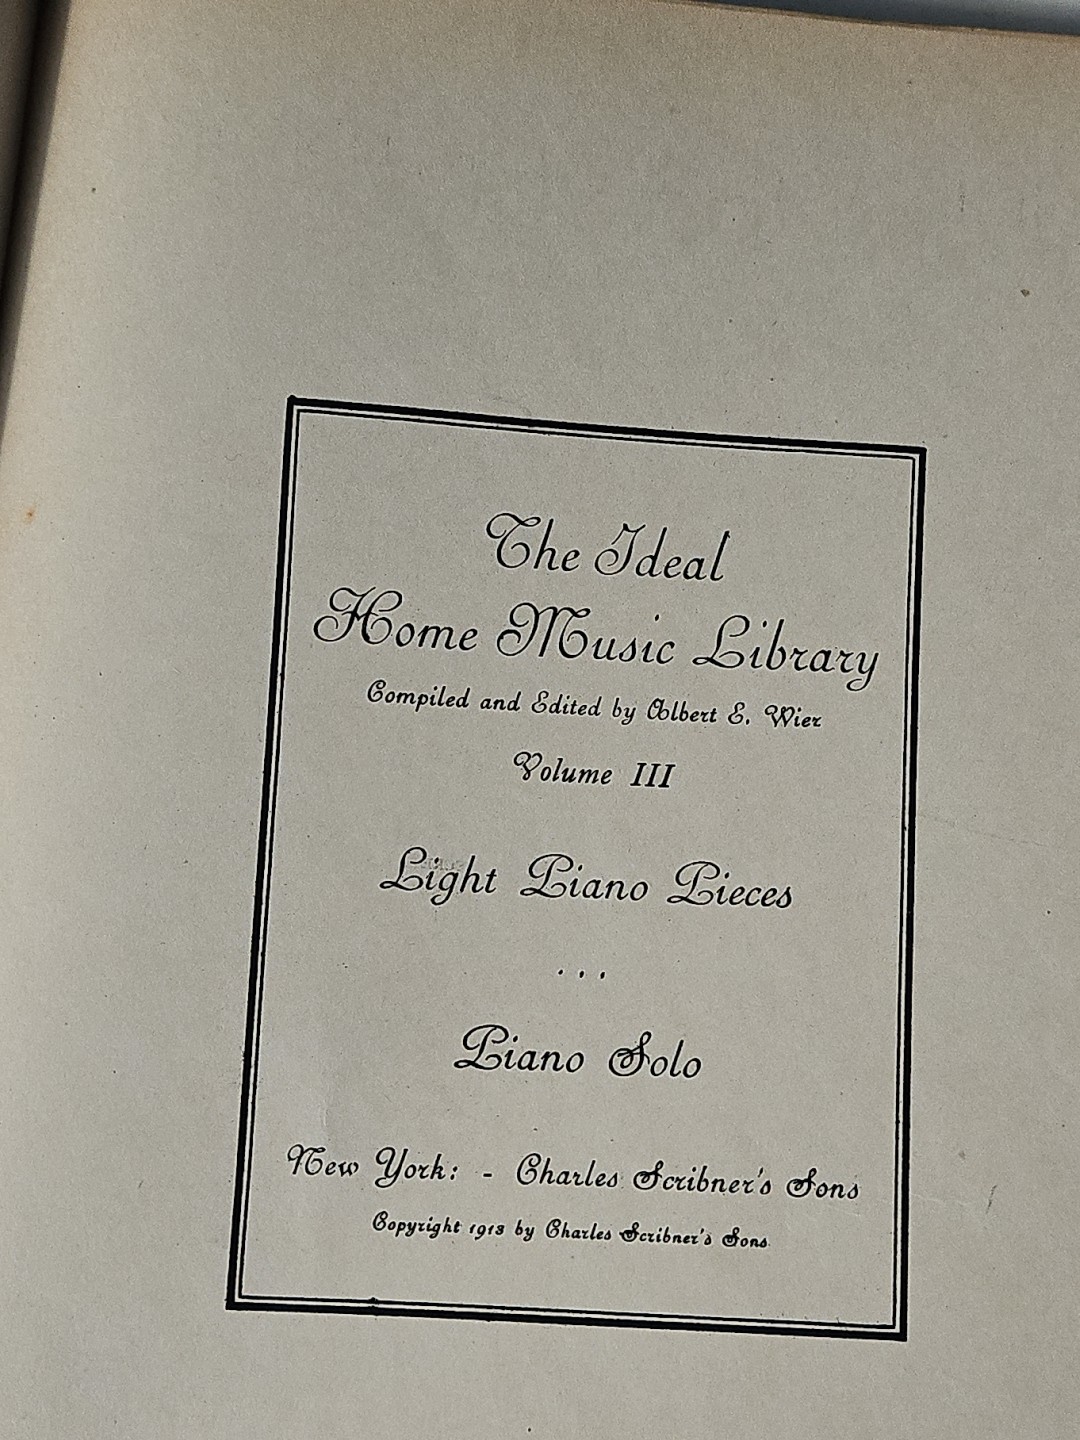 The Ideal
Home Music Library
Compiled and Edited by Albert E. Wier
Volume III
Light Piano Pieces
...
Piano Solo
New York: - Charles Scribner's Sons
Copyright 1913 by Charles Scribner's Sons